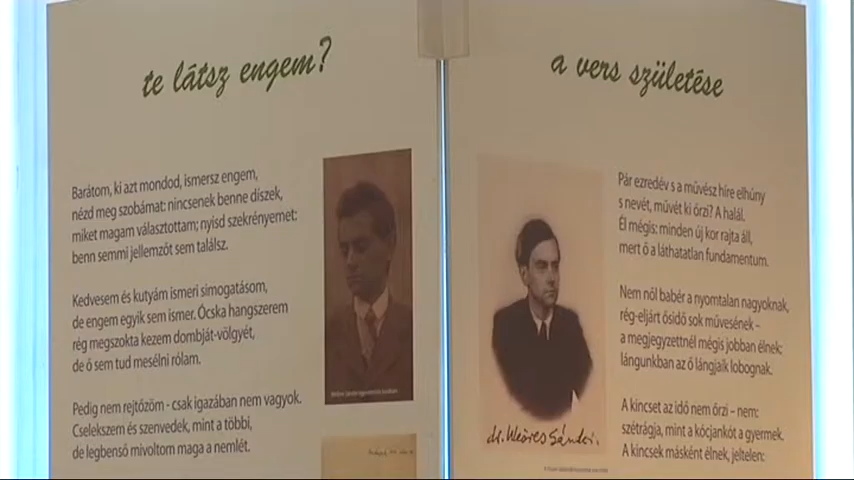 te látsz engem?
Barátom, ki azt mondod, ismersz engem,
nézd meg szobámat: nincsenek benne díszek,
miket magam választottam; nyisd szekrényemet:
benn semmi jellemzőt sem találsz.
Kedvesem és kutyám ismeri simogatásom,
de engem egyik sem ismer. Ócska hangszerem
rég megszokta kezem dombját-völgyét,
de ő sem tud mesélni rólam.
Pedig nem rejtőzöm - csak igazában nem vagyok.
Cselekszem és szenvedek, mint a többi,
de legbensó mivoltom maga a nemlét.
a vers születése
Pár ezredév s a művész híre elhúny
s nevét, művét ki őrzi? A halál.
Él mégis: minden új kor rajta áll,
mert ő a láthatatlan fundamentum.
Nem nől babér a nyomtalan nagyoknak,
rég-eljárt ősidő sok művesének –
a megjegyzettnél mégis jobban élnek:
lángunkban az ő lángjaik lobognak.
A kincset az idő nem őrzi – nem:
szétrágja, mint a kócjankót a gyermek.
A kincsek másként élnek, jeltelen:
dr. Weöres Sándor.